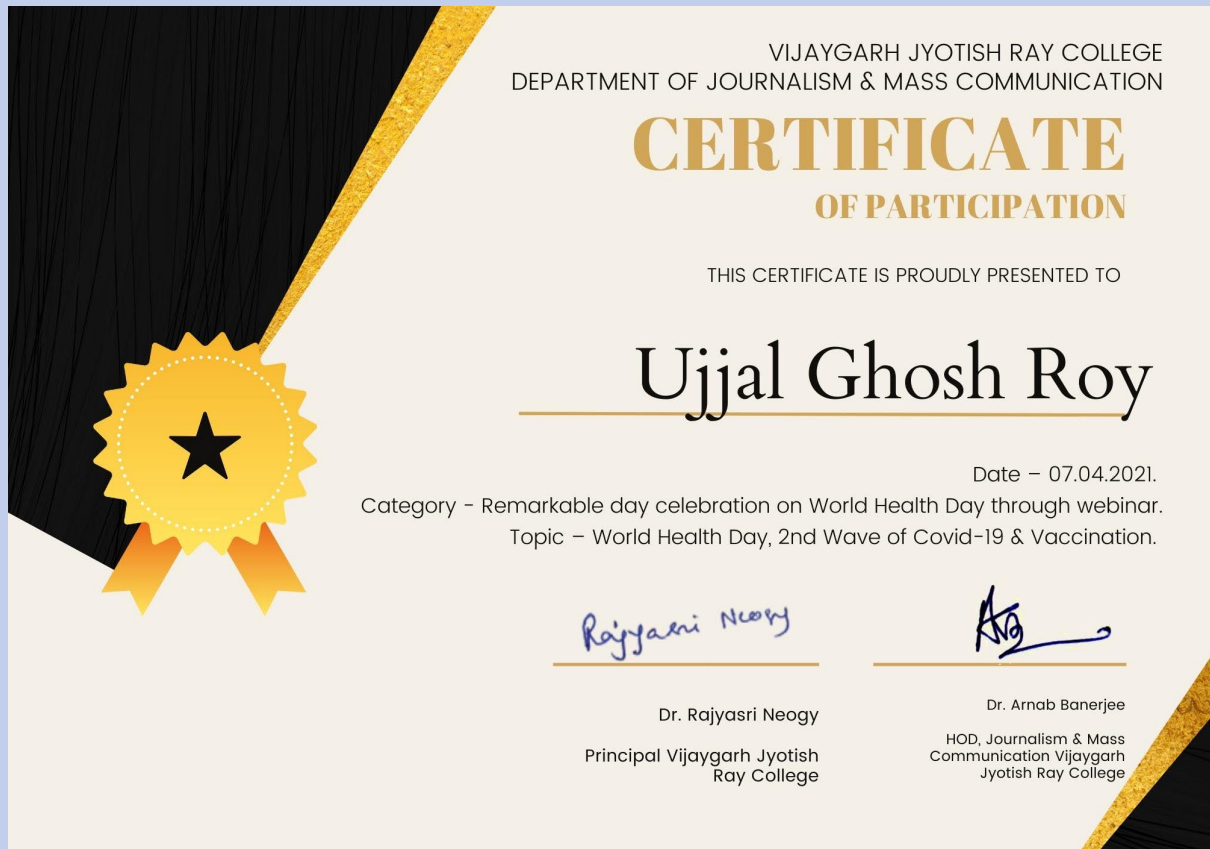 VIJAYGARH JYOTISH RAY COLLEGE
DEPARTMENT OF JOURNALISM & MASS COMMUNICATION
CERTIFICATE
OF PARTICIPATION
THIS CERTIFICATE IS PROUDLY PRESENTED TO
Ujjal Ghosh Roy
Date – 07.04.2021.
Category - Remarkable day celebration on World Health Day through webinar.
Topic – World Health Day, 2nd Wave of Covid-19 & Vaccination.
Rajyasri Neogy
Dr. Rajyasri Neogy
Principal Vijaygarh Jyotish
Ray College
Dr. Arnab Banerjee
HOD, Journalism & Mass
Communication Vijaygarh
Jyotish Ray College